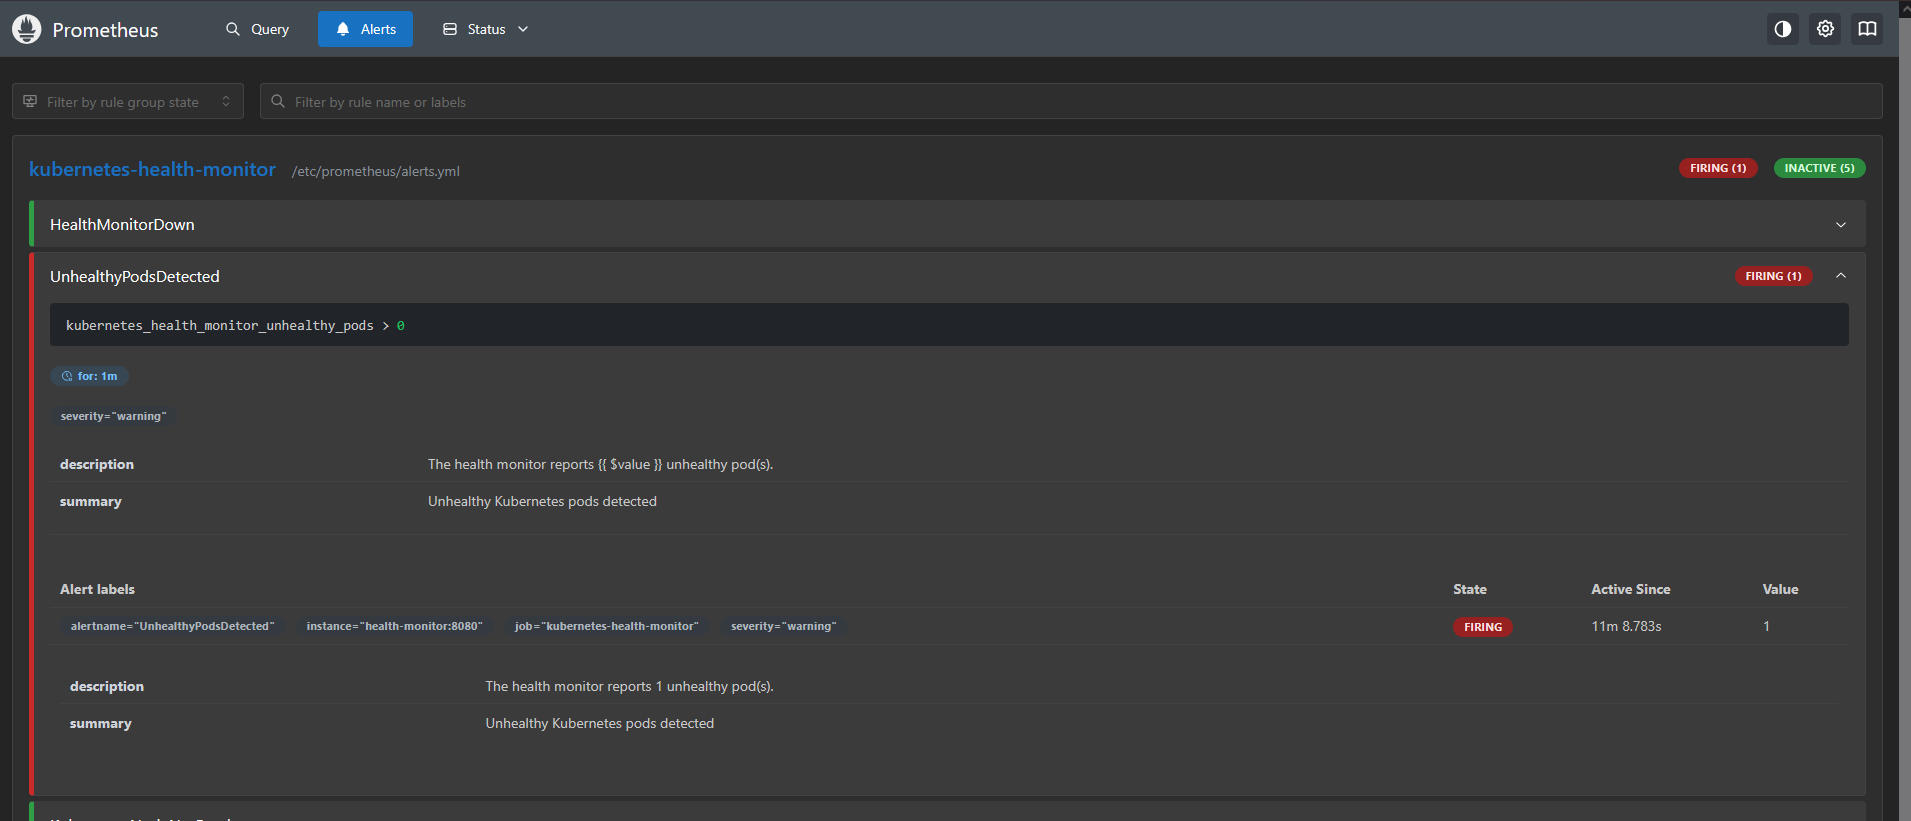 Prometheus Query Alerts Status
Filter by rule group state Filter by rule name or labels
kubernetes-health-monitor /etc/prometheus/alerts.yml FIRING (1) INACTIVE (5)
HealthMonitorDown
UnhealthyPodsDetected FIRING (1)
kubernetes_health_monitor_unhealthy_pods > 0
for: 1m
severity="warning"
description The health monitor reports {{ $value }} unhealthy pod(s).
summary Unhealthy Kubernetes pods detected
Alert labels State Active Since Value
alertname="UnhealthyPodsDetected" instance="health-monitor:8080" job="kubernetes-health-monitor" severity="warning" FIRING 11m 8.783s 1
description The health monitor reports 1 unhealthy pod(s).
summary Unhealthy Kubernetes pods detected